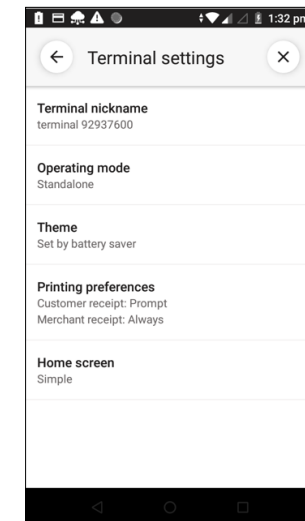 1:32 pm
Terminal settings
Terminal nickname
terminal 92937600
Operating mode
Standalone
Theme
Set by battery saver
Printing preferences
Customer receipt: Prompt
Merchant receipt: Always
Home screen
Simple